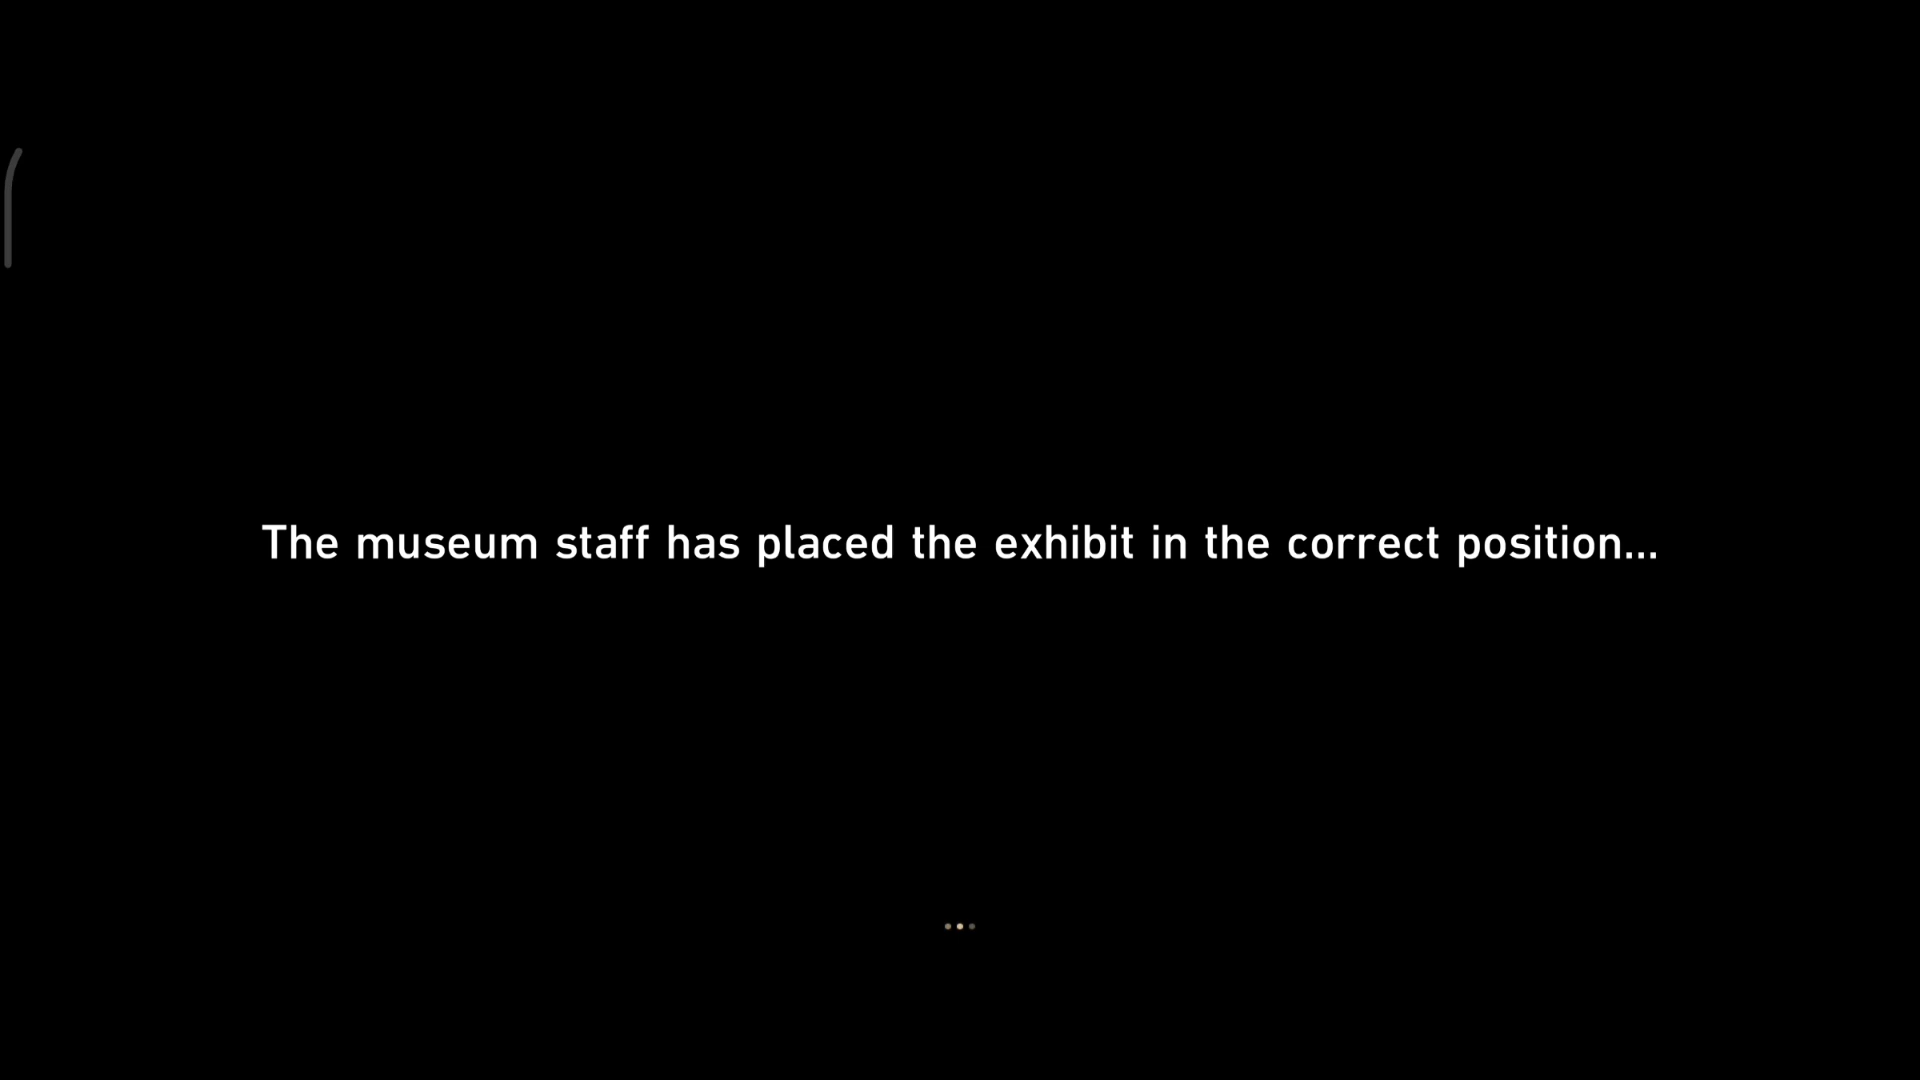 The museum staff has placed the exhibit in the correct position...